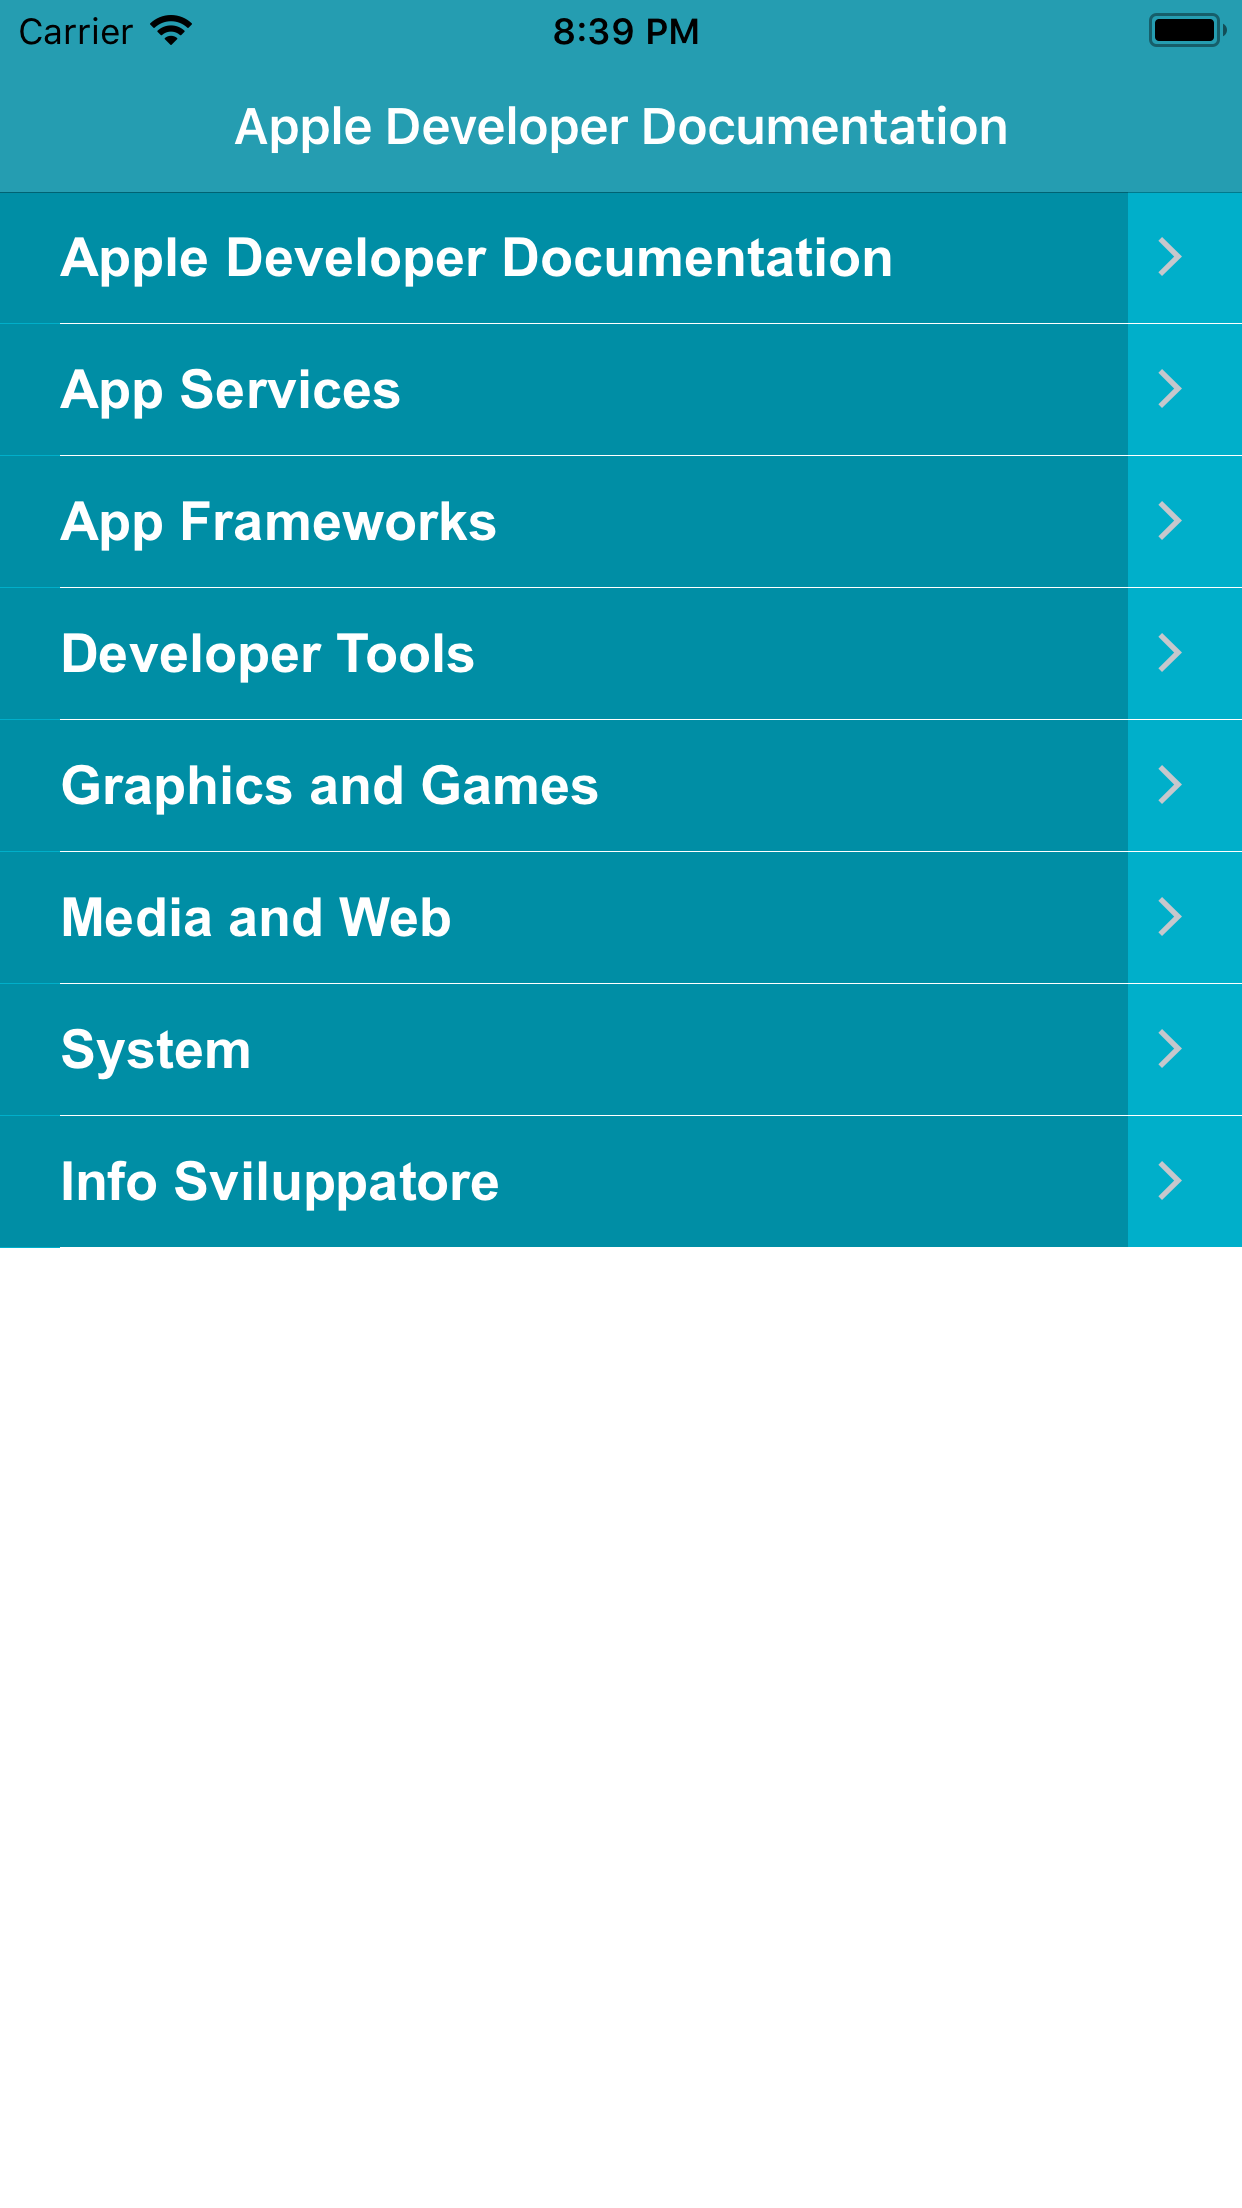 Carrier 8:39 PM
Apple Developer Documentation
Apple Developer Documentation
App Services
App Frameworks
Developer Tools
Graphics and Games
Media and Web
System
Info Sviluppatore